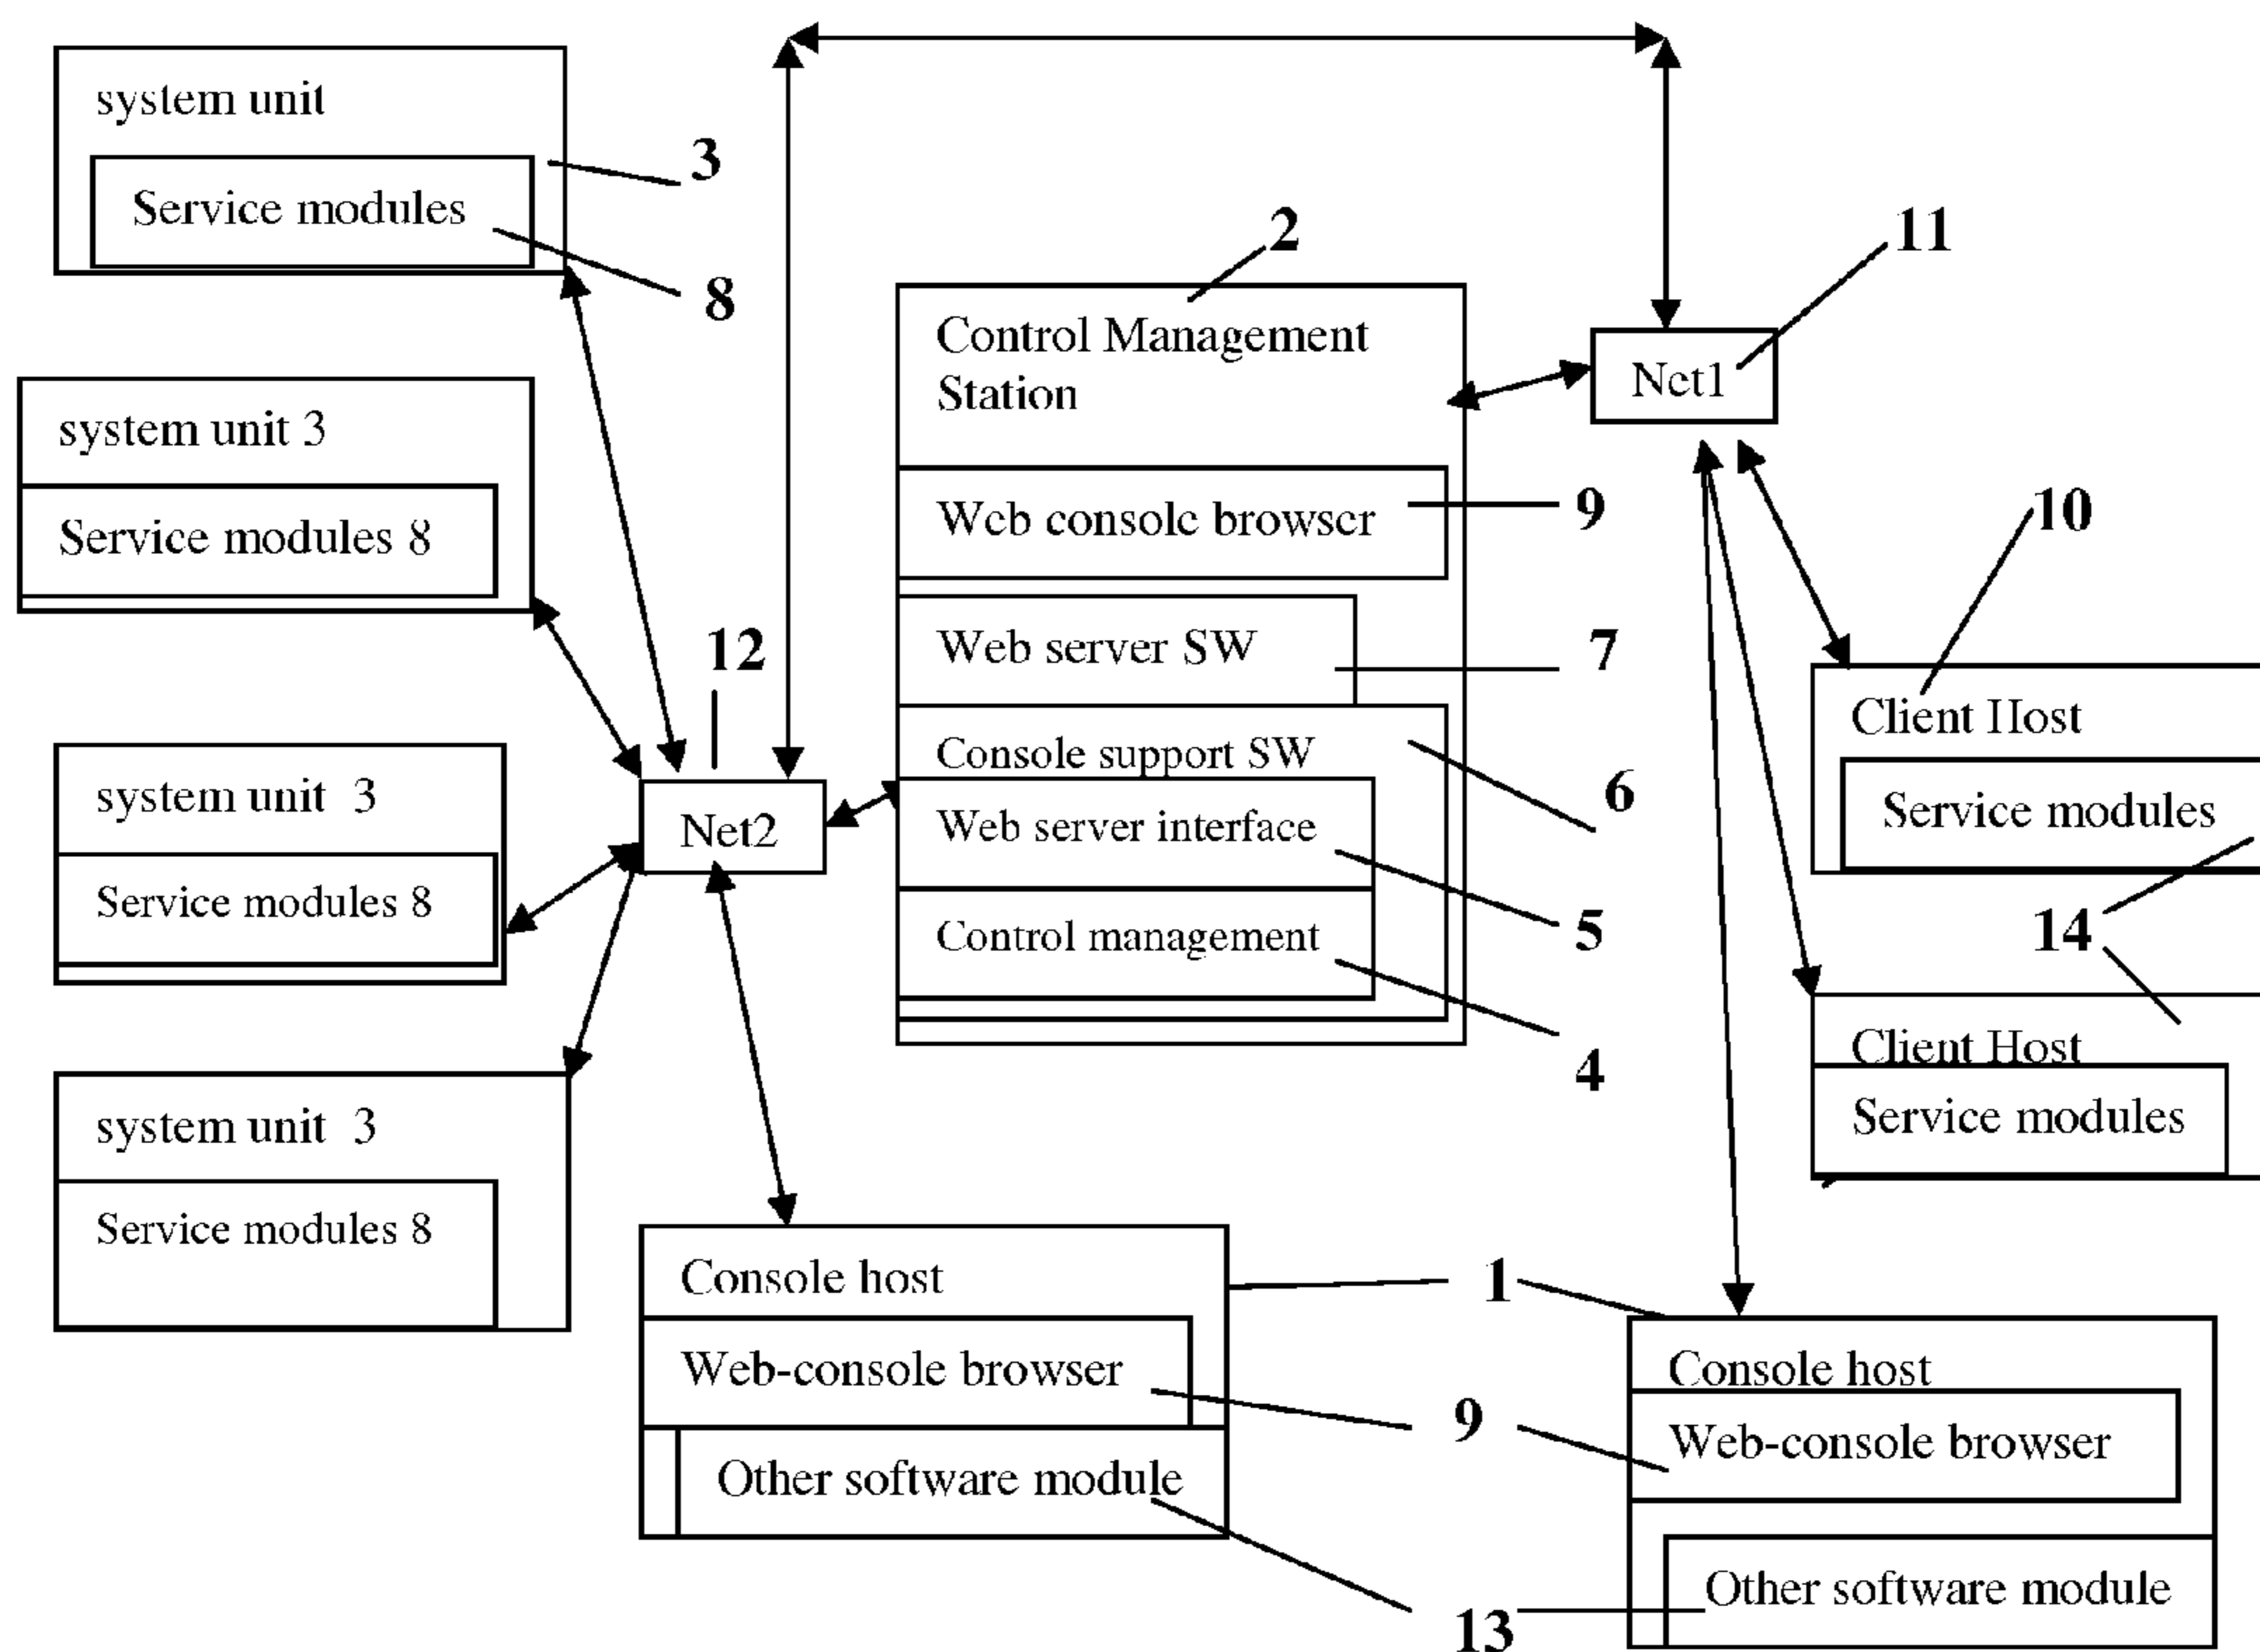 system unit
3
Service modules
8
system unit 3
Service modules 8
system unit 3
Service modules 8
system unit 3
Service modules 8
12
Net2
2
Control Management
Station
Web console browser
9
Web server SW
7
Console support SW
6
Web server interface
5
Control management
4
11
Net1
10
Client Host
Service modules
14
Client Host
Service modules
Console host
1
Web-console browser
9
Other software module
13
Console host
Web-console browser
Other software module